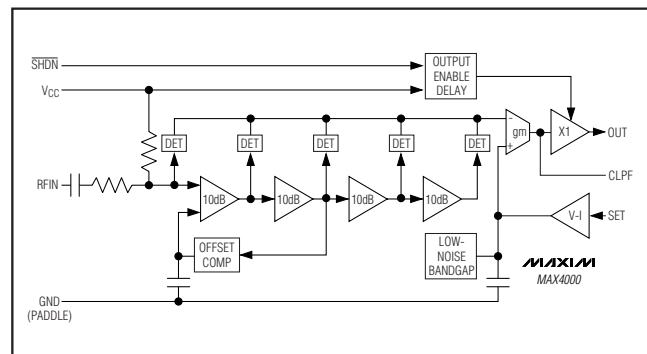 SHDN
OUTPUT
ENABLE
DELAY
VCC
DET
DET
DET
DET
DET
-
gm
+
X1
OUT
CLPF
RFIN
10dB
10dB
10dB
10dB
V-I
SET
OFFSET
COMP
LOW-
NOISE
BANDGAP
MAXIM
MAX4000
GND
(PADDLE)